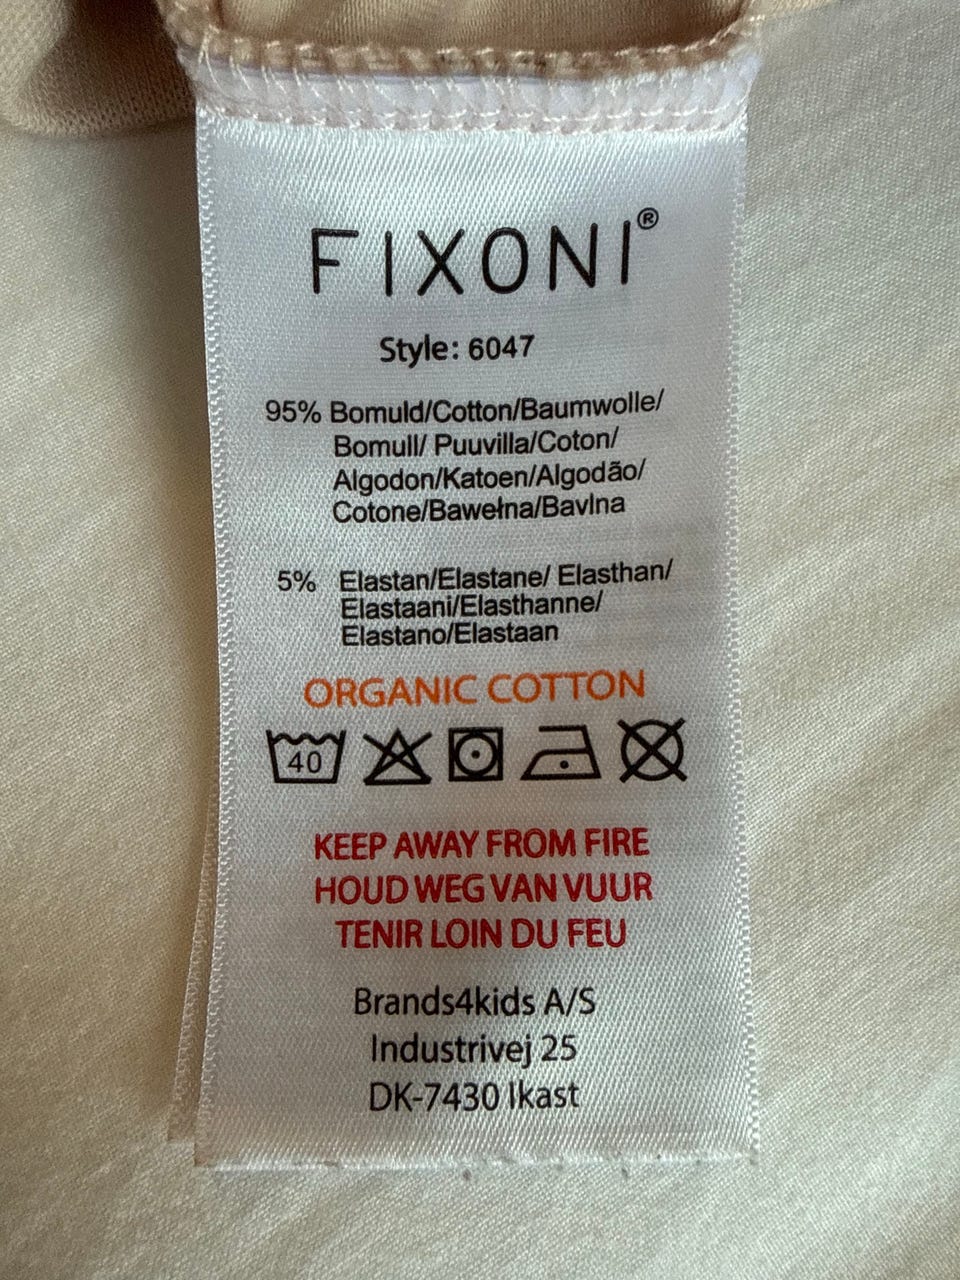 FIXONI®
Style: 6047
95% Bomuld/Cotton/Baumwolle/
Bomull/ Puuvilla/Coton/
Algodon/Katoen/Algodão/
Cotone/Bawełna/Bavlna
5% Elastan/Elastane/ Elasthan/
Elastaani/Elasthanne/
Elastano/Elastaan
ORGANIC COTTON
40
KEEP AWAY FROM FIRE
HOUD WEG VAN VUUR
TENIR LOIN DU FEU
Brands4kids A/S
Industrivej 25
DK-7430 Ikast